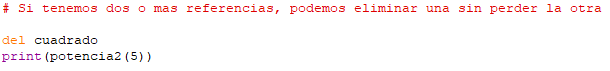 # Si tenemos dos o mas referencias, podemos eliminar una sin perder la otra
del cuadrado
print(potencia2(5))